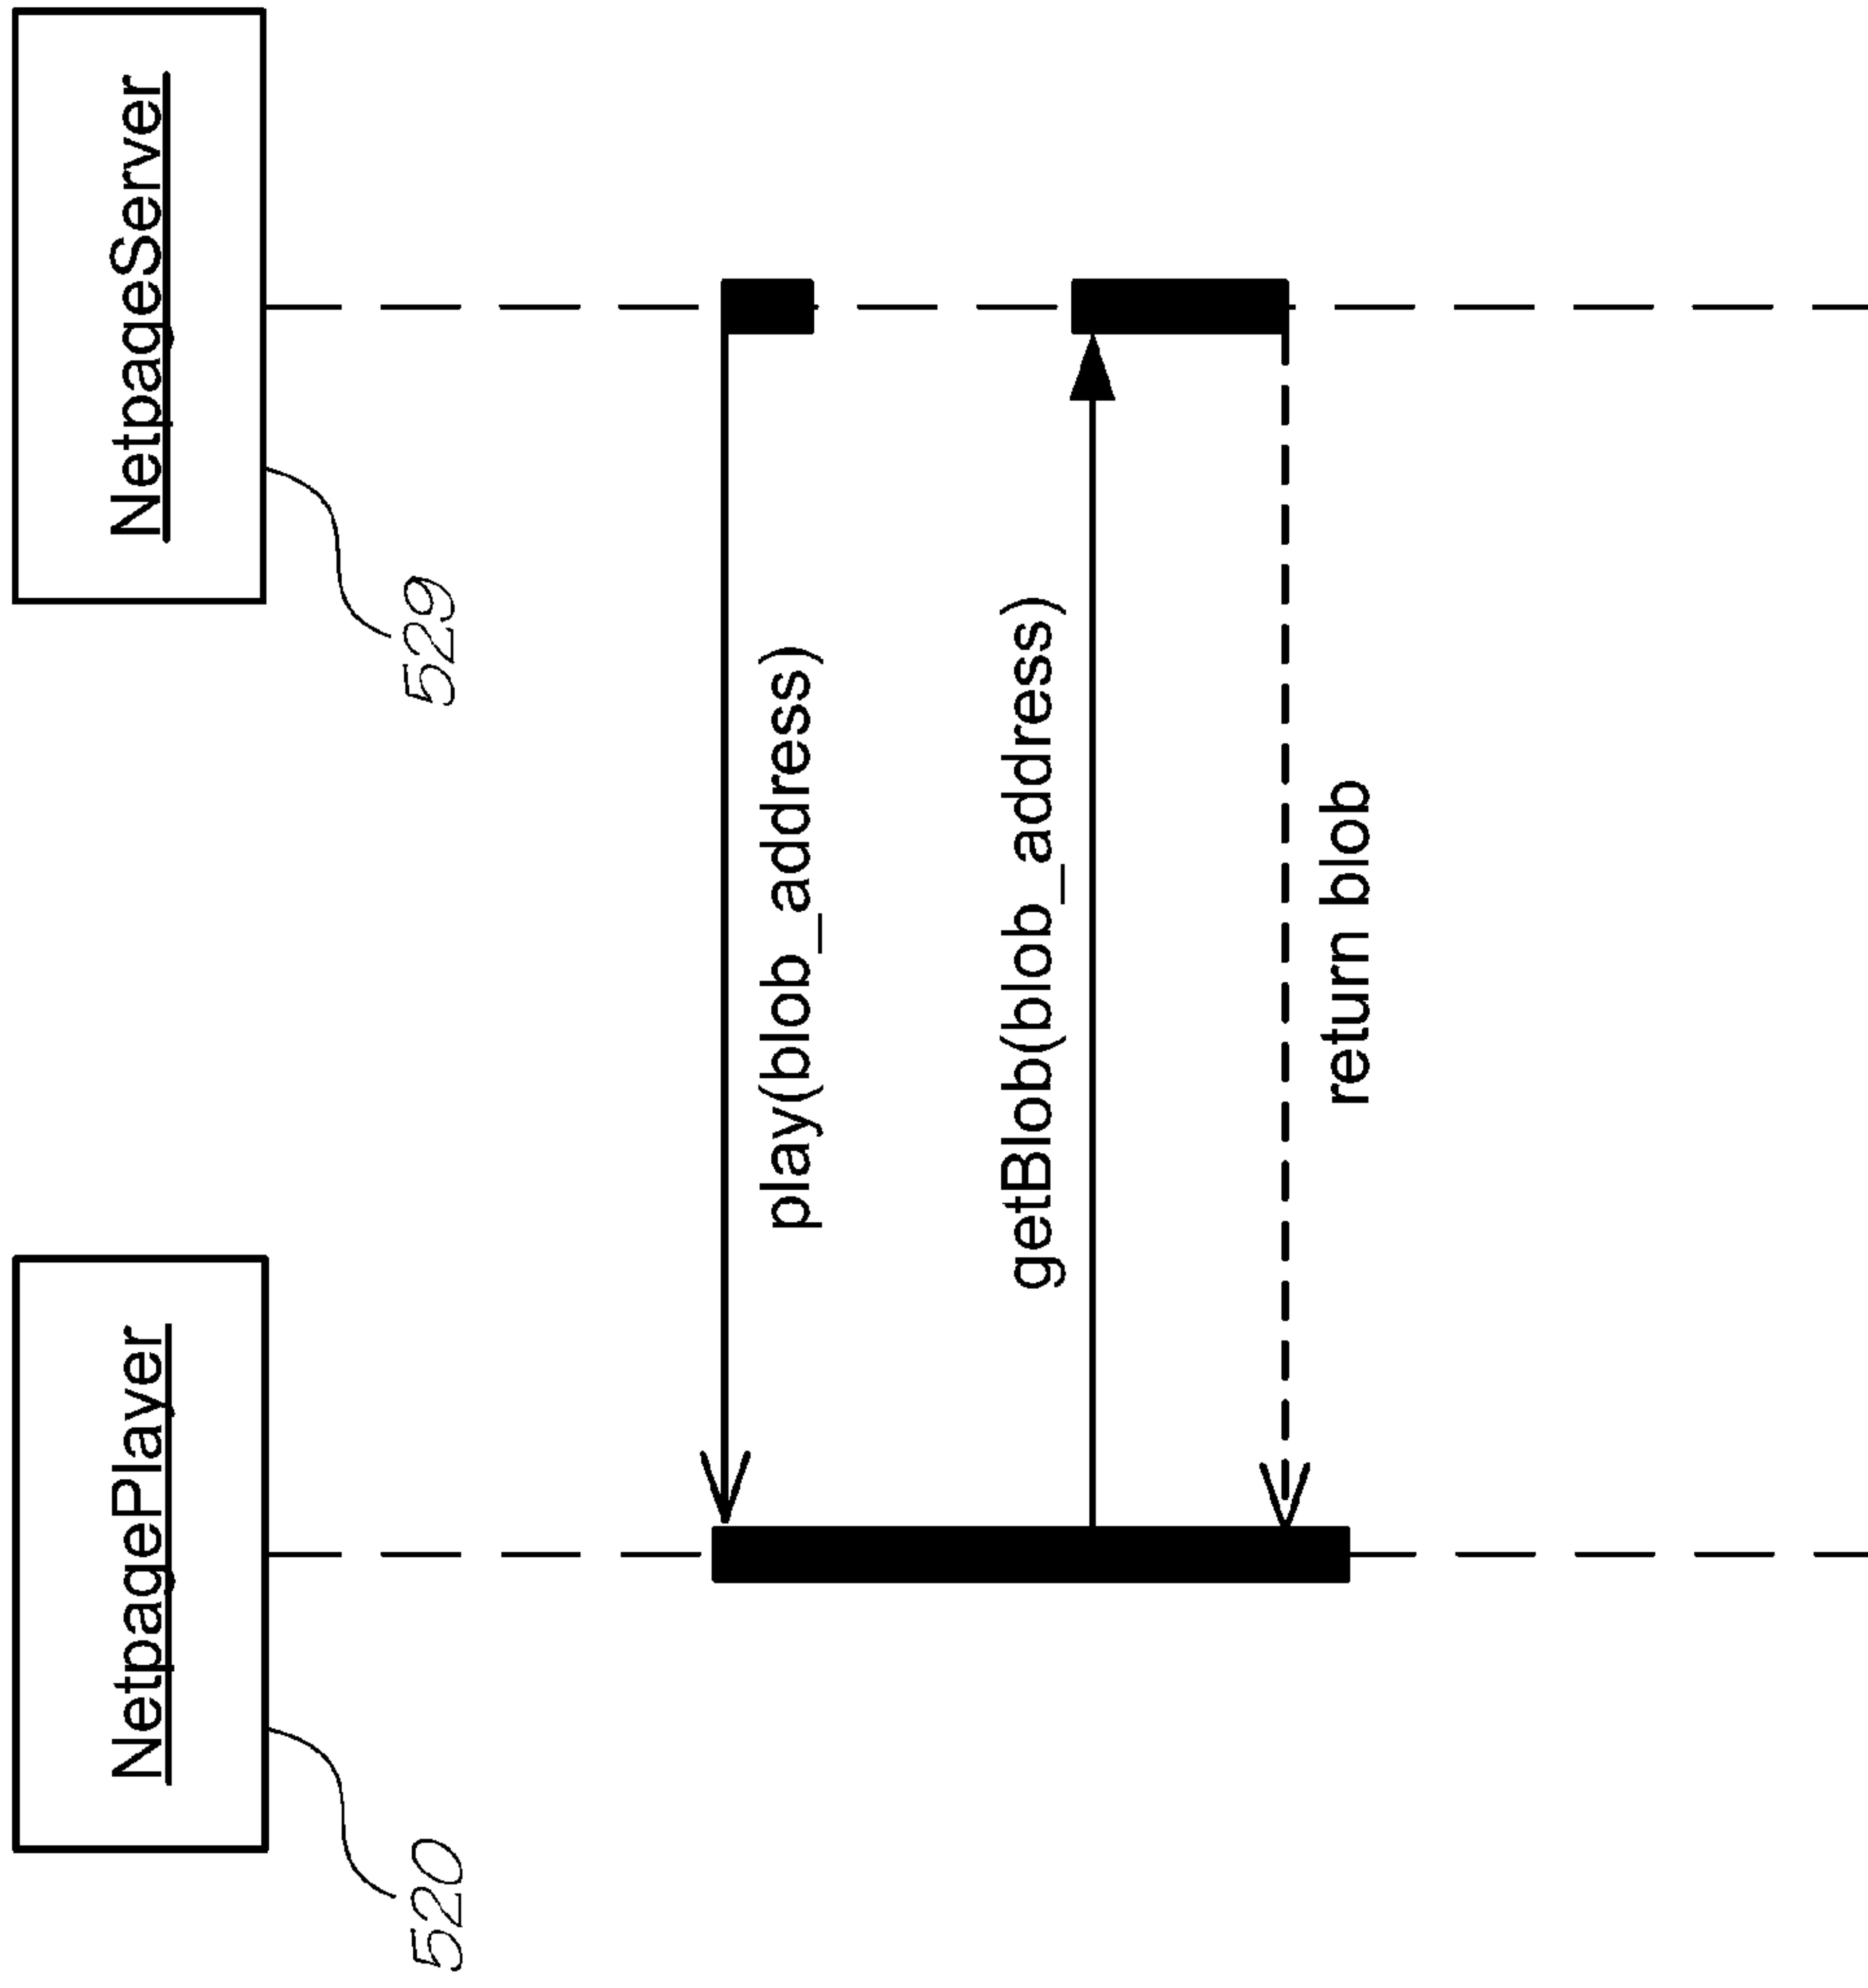 NetpagePlayer
NetpageServer
520
529
play(blob_address)
getBlob(blob_address)
return blob